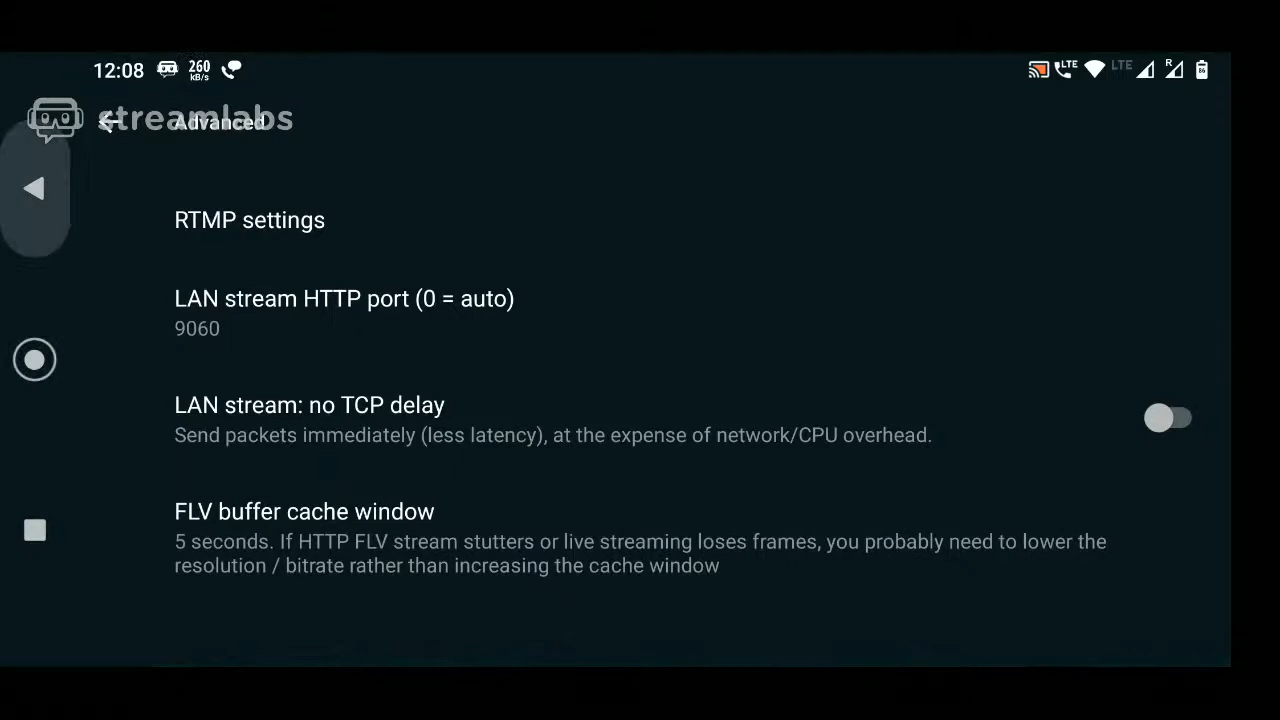 12:08 260 kB/s LTE LTE R 86
streamlabs
Advanced
RTMP settings
LAN stream HTTP port (0 = auto)
9060
LAN stream: no TCP delay
Send packets immediately (less latency), at the expense of network/CPU overhead.
FLV buffer cache window
5 seconds. If HTTP FLV stream stutters or live streaming loses frames, you probably need to lower the
resolution / bitrate rather than increasing the cache window